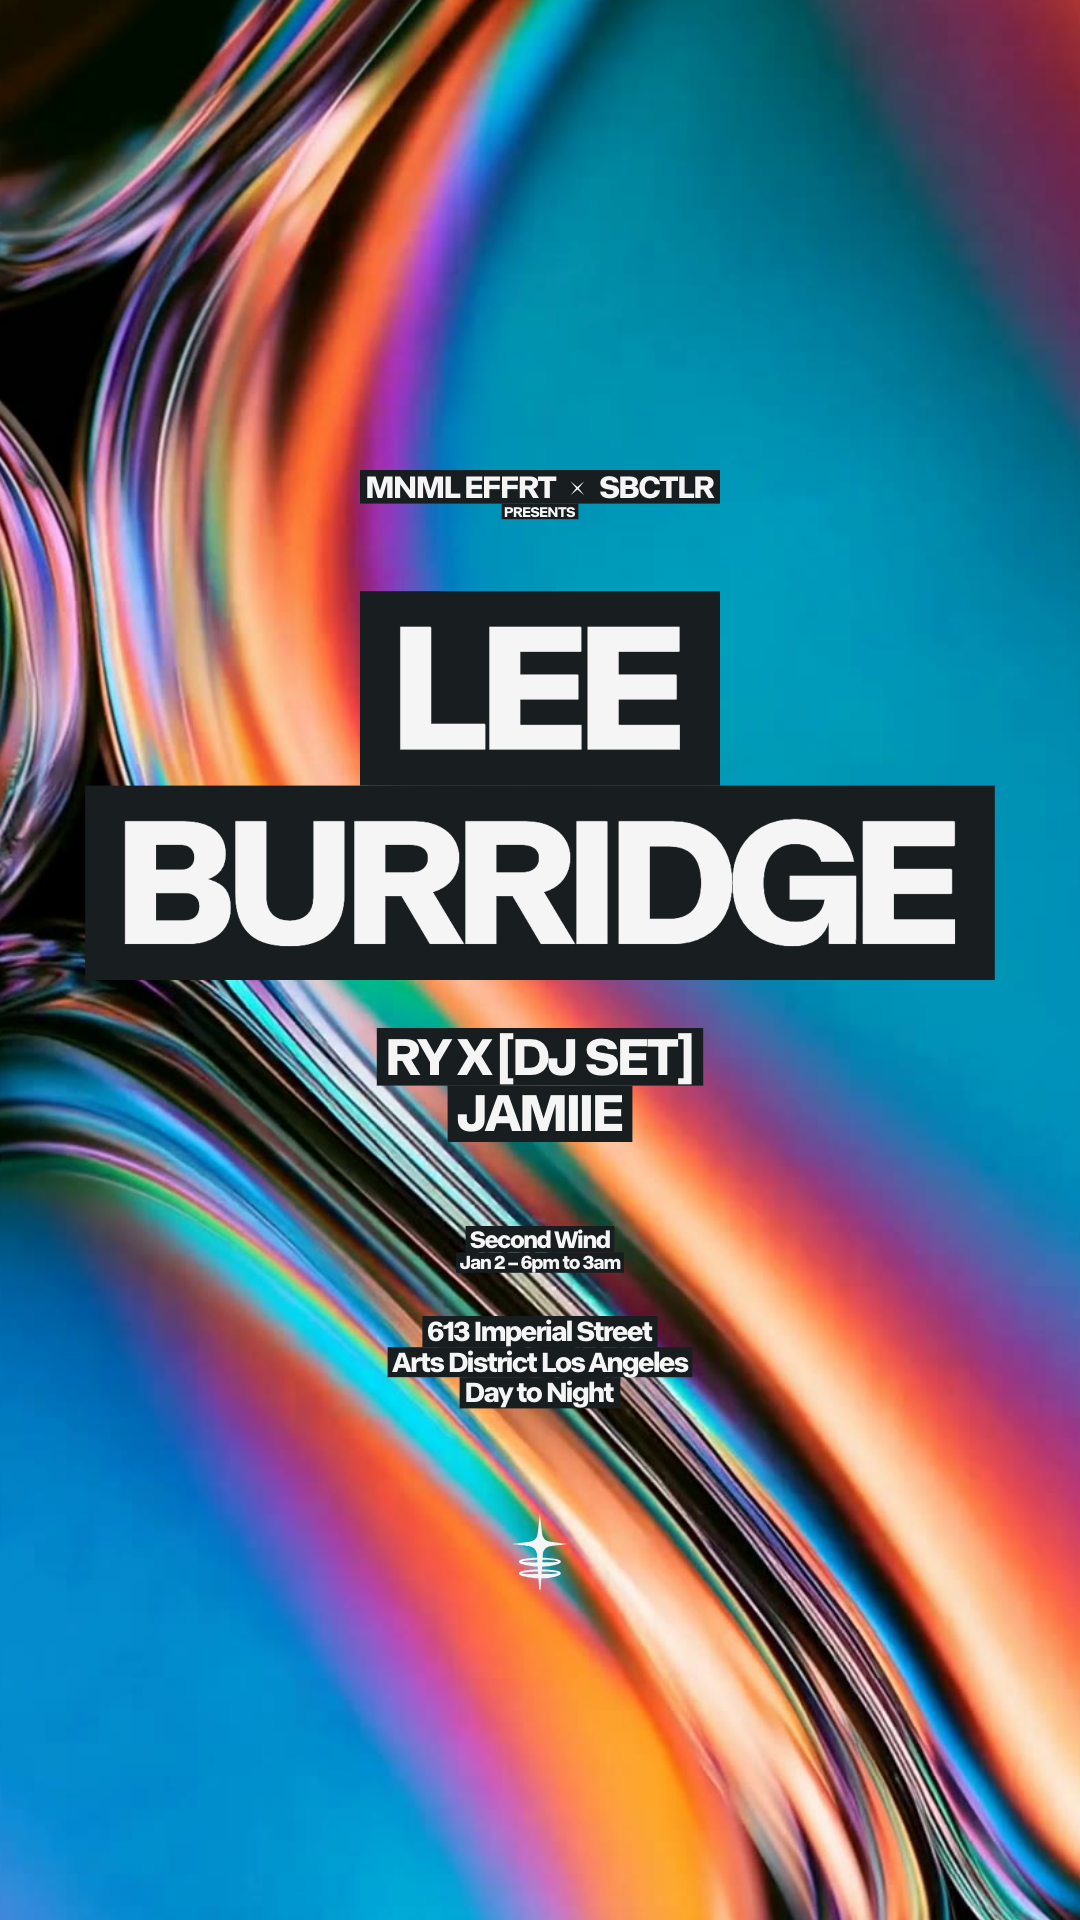 MNML EFFRT × SBCTLR
PRESENTS
LEE
BURRIDGE
RY X [DJ SET]
JAMIIE
Second Wind
Jan 2 – 6pm to 3am
613 Imperial Street
Arts District Los Angeles
Day to Night